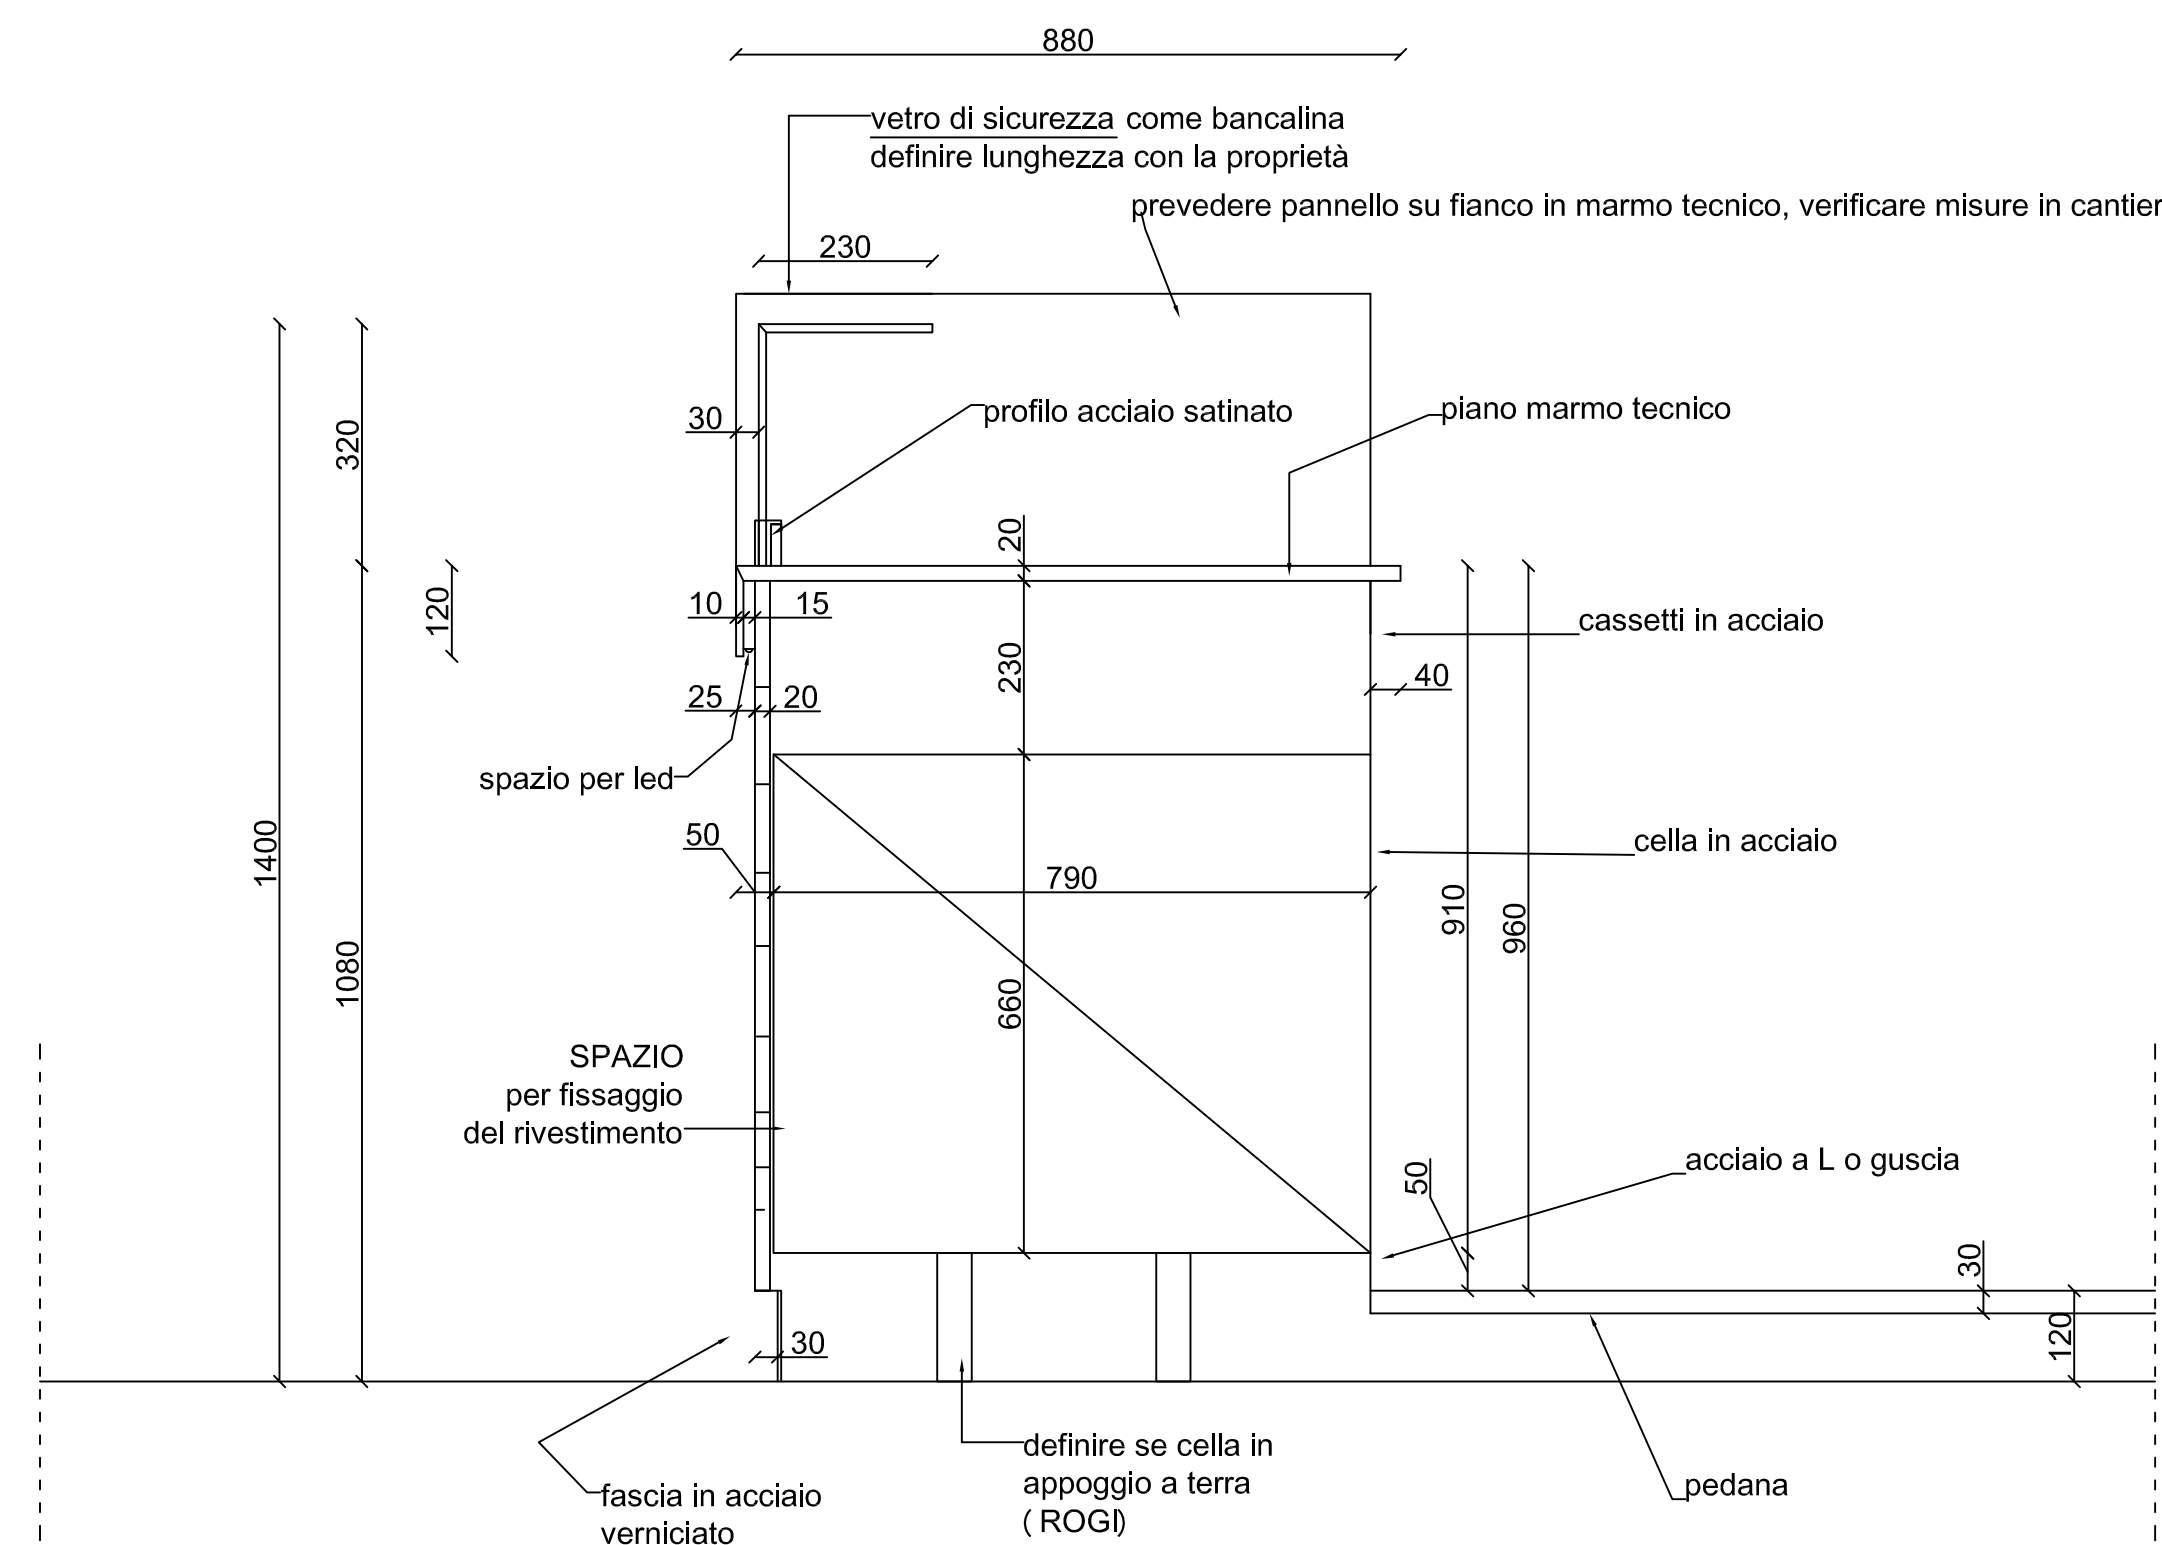 880
vetro di sicurezza come bancalina
definire lunghezza con la proprietà
prevedere pannello su fianco in marmo tecnico, verificare misure in cantier
230
30
profilo acciaio satinato
piano marmo tecnico
320
20
120
10
15
cassetti in acciaio
230
40
25
20
spazio per led
1400
50
790
cella in acciaio
910
960
1080
660
SPAZIO
per fissaggio
del rivestimento
50
acciaio a L o guscia
30
120
30
definire se cella in
appoggio a terra
( ROGI)
fascia in acciaio
verniciato
pedana